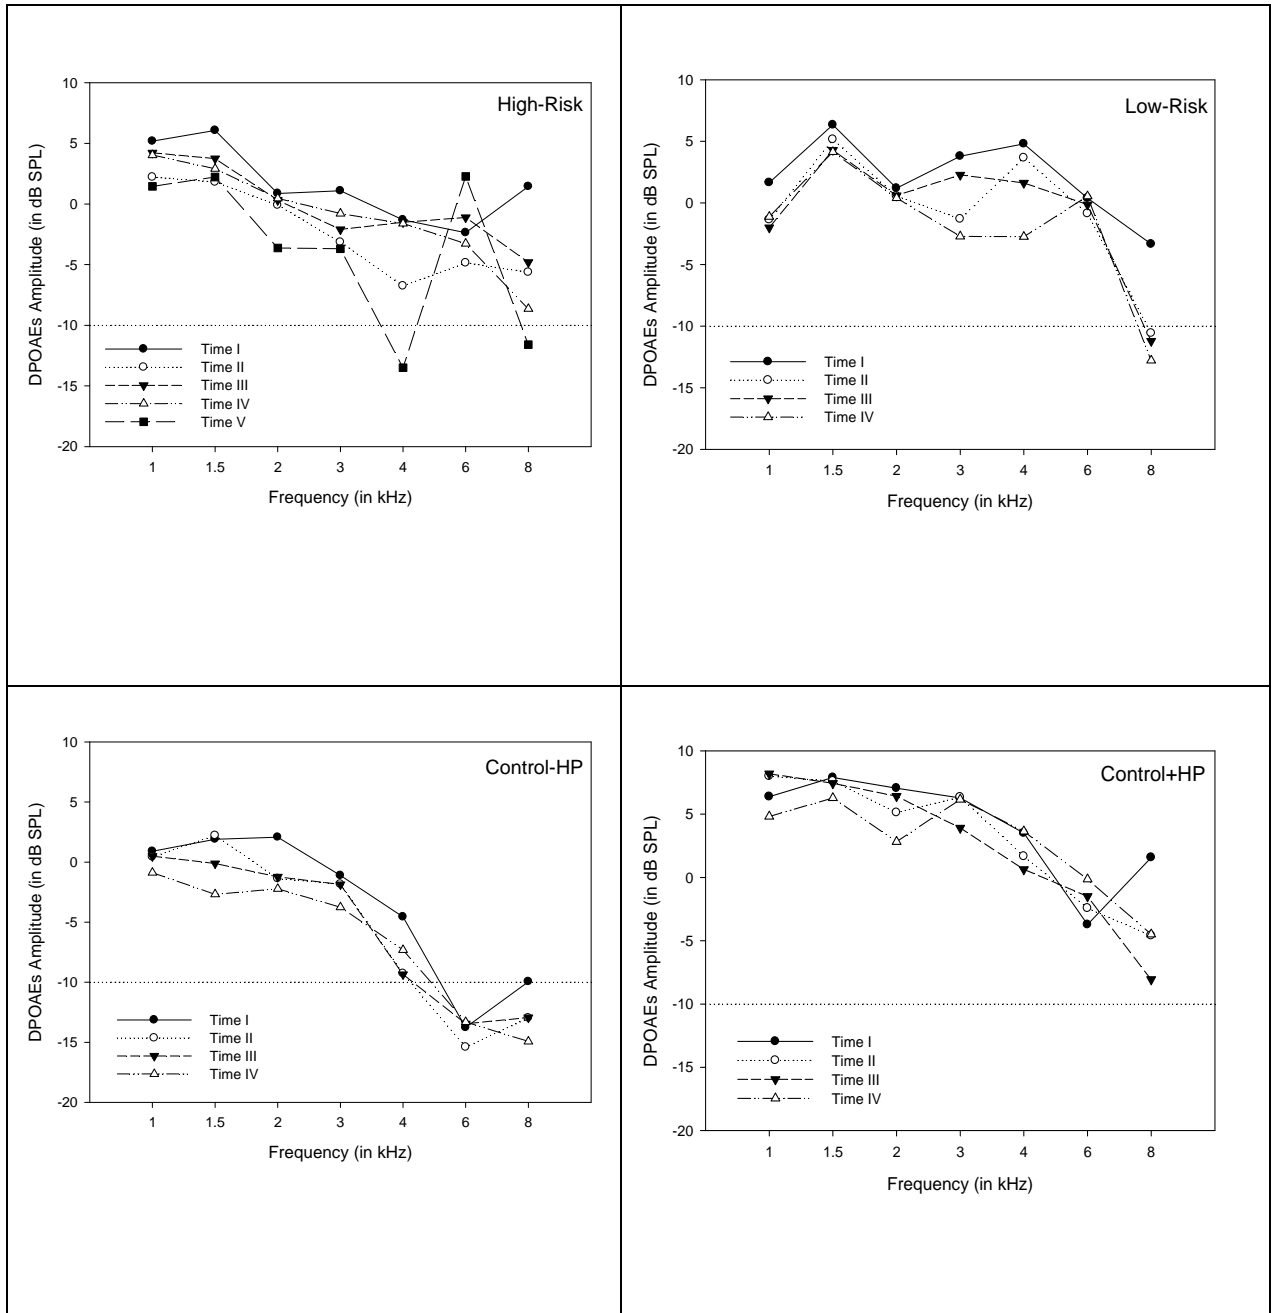 High-Risk
DPOAEs Amplitude (in dB SPL)
10
5
0
-5
-10
-15
-20
Time I
Time II
Time III
Time IV
Time V
1 1.5 2 3 4 6 8
Frequency (in kHz)
Low-Risk
DPOAEs Amplitude (in dB SPL)
10
5
0
-5
-10
-15
-20
Time I
Time II
Time III
Time IV
1 1.5 2 3 4 6 8
Frequency (in kHz)
Control-HP
DPOAEs Amplitude (in dB SPL)
10
5
0
-5
-10
-15
-20
Time I
Time II
Time III
Time IV
1 1.5 2 3 4 6 8
Frequency (in kHz)
Control+HP
DPOAEs Amplitude (in dB SPL)
10
5
0
-5
-10
-15
-20
Time I
Time II
Time III
Time IV
1 1.5 2 3 4 6 8
Frequency (in kHz)